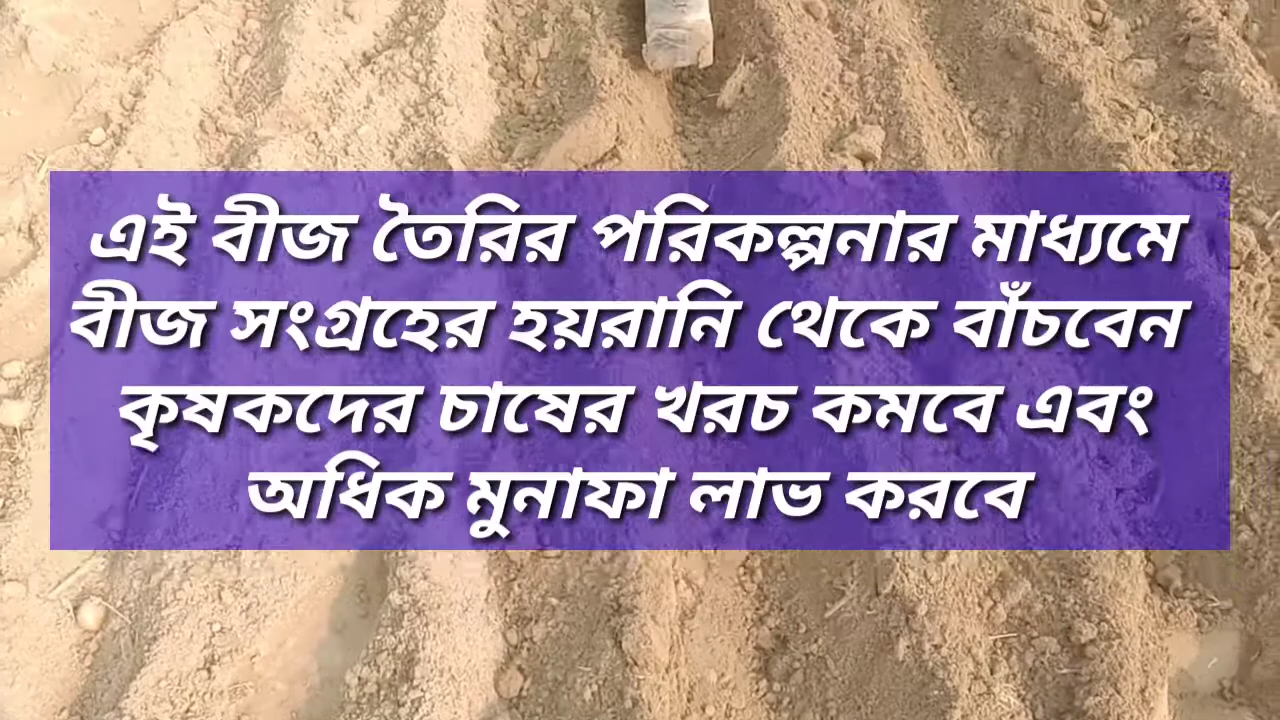 এই বীজ তৈরির পরিকল্পনার মাধ্যমে
বীজ সংগ্রহের হয়রানি থেকে বাঁচবেন
কৃষকদের চাষের খরচ কমবে এবং
অধিক মুনাফা লাভ করবে